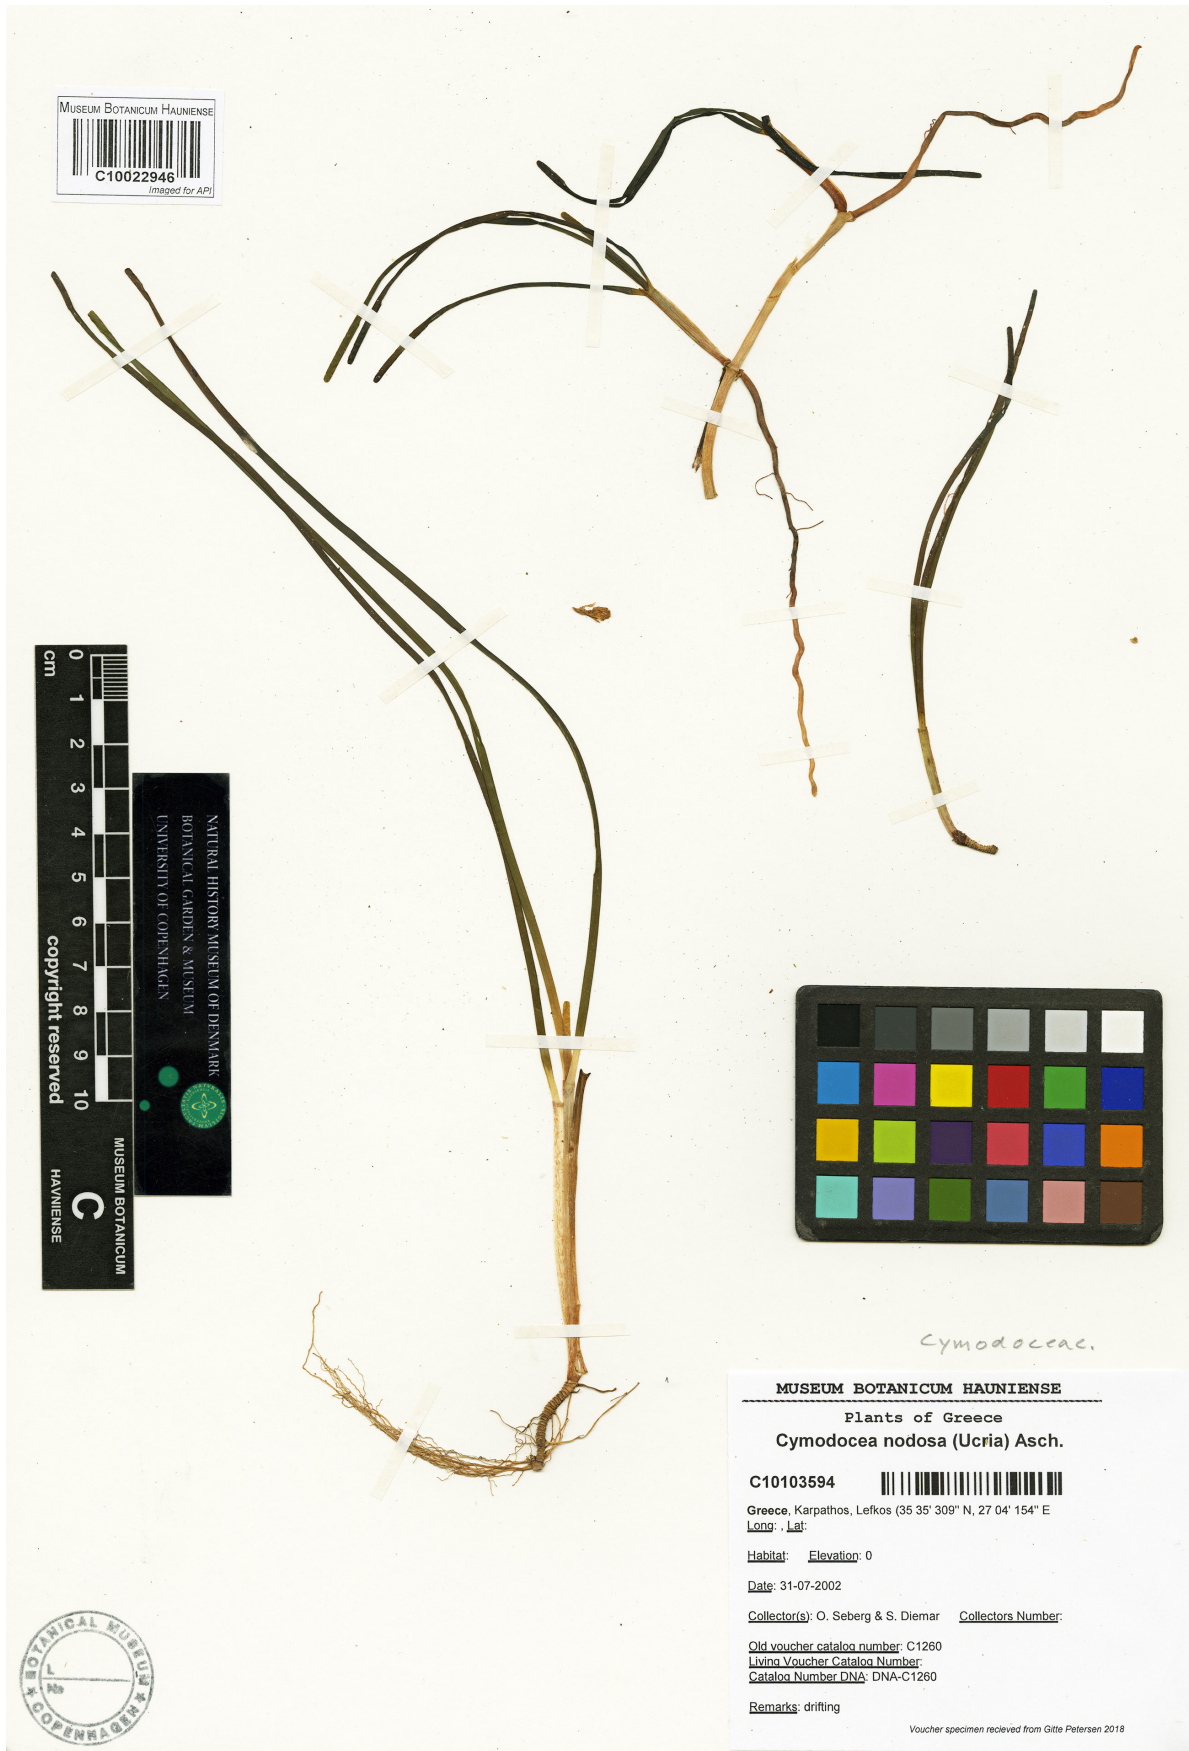 MUSEUM BOTANICUM HAUNIENSE
C10022946
Imaged for API
cm
0
1
2
3
4
5
6
7
8
9
10
copyright reserved
MUSEUM BOTANICUM
HAVNIENSE
C
NATURAL HISTORY MUSEUM OF DENMARK
BOTANICAL GARDEN & MUSEUM
UNIVERSITY OF COPENHAGEN
Cymodoceac.
MUSEUM BOTANICUM HAUNIENSE
Plants of Greece
Cymodocea nodosa (Ucria) Asch.
C10103594
Greece, Karpathos, Lefkos (35 35' 309" N, 27 04' 154" E
Long: , Lat:
Habitat: Elevation: 0
Date: 31-07-2002
Collector(s): O. Seberg & S. Diemar Collectors Number:
Old voucher catalog number: C1260
Living Voucher Catalog Number:
Catalog Number DNA: DNA-C1260
Remarks: drifting
Voucher specimen recieved from Gitte Petersen 2018
BOTANICAL MUSEUM
L
No
COPENHAGEN